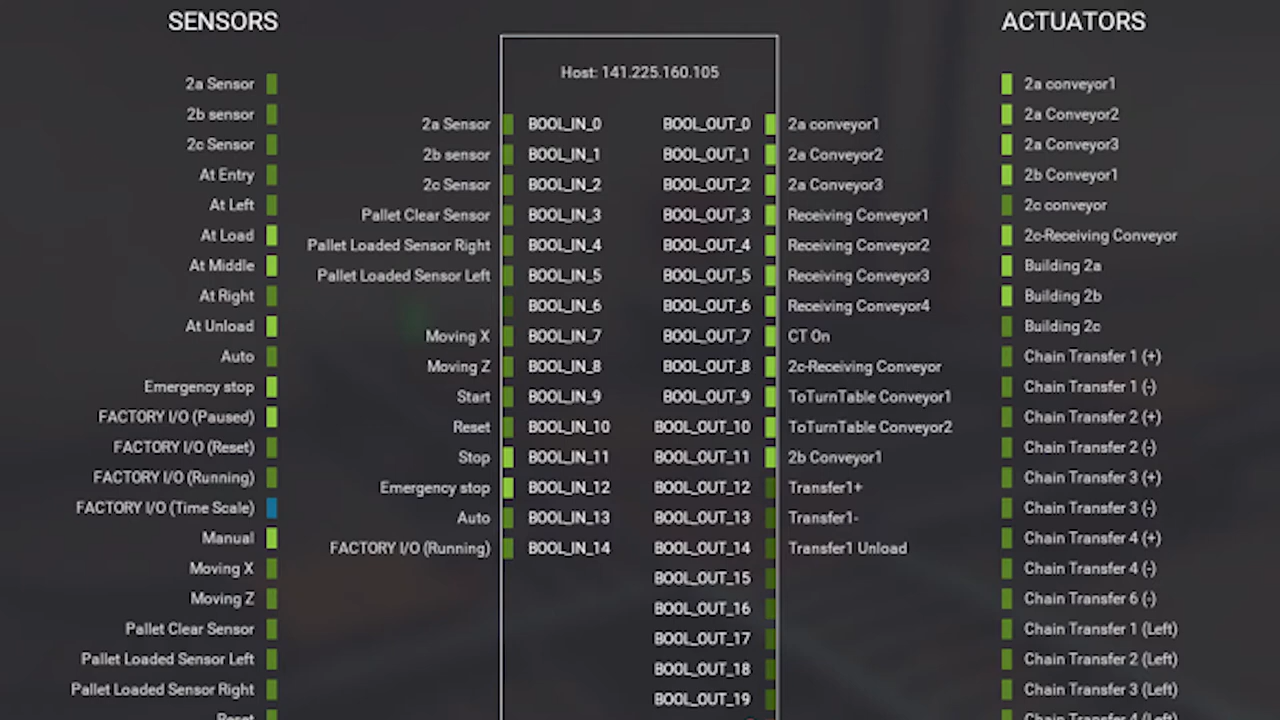 SENSORS
2a Sensor
2b sensor
2c Sensor
At Entry
At Left
At Load
At Middle
At Right
At Unload
Auto
Emergency stop
FACTORY I/O (Paused)
FACTORY I/O (Reset)
FACTORY I/O (Running)
FACTORY I/O (Time Scale)
Manual
Moving X
Moving Z
Pallet Clear Sensor
Pallet Loaded Sensor Left
Pallet Loaded Sensor Right
Reset
Host: 141.225.160.105
2a Sensor BOOL_IN_0 BOOL_OUT_0 2a conveyor1
2b sensor BOOL_IN_1 BOOL_OUT_1 2a Conveyor2
2c Sensor BOOL_IN_2 BOOL_OUT_2 2a Conveyor3
Pallet Clear Sensor BOOL_IN_3 BOOL_OUT_3 Receiving Conveyor1
Pallet Loaded Sensor Right BOOL_IN_4 BOOL_OUT_4 Receiving Conveyor2
Pallet Loaded Sensor Left BOOL_IN_5 BOOL_OUT_5 Receiving Conveyor3
BOOL_IN_6 BOOL_OUT_6 Receiving Conveyor4
Moving X BOOL_IN_7 BOOL_OUT_7 CT On
Moving Z BOOL_IN_8 BOOL_OUT_8 2c-Receiving Conveyor
Start BOOL_IN_9 BOOL_OUT_9 ToTurnTable Conveyor1
Reset BOOL_IN_10 BOOL_OUT_10 ToTurnTable Conveyor2
Stop BOOL_IN_11 BOOL_OUT_11 2b Conveyor1
Emergency stop BOOL_IN_12 BOOL_OUT_12 Transfer1+
Auto BOOL_IN_13 BOOL_OUT_13 Transfer1-
FACTORY I/O (Running) BOOL_IN_14 BOOL_OUT_14 Transfer1 Unload
BOOL_OUT_15
BOOL_OUT_16
BOOL_OUT_17
BOOL_OUT_18
BOOL_OUT_19
ACTUATORS
2a conveyor1
2a Conveyor2
2a Conveyor3
2b Conveyor1
2c conveyor
2c-Receiving Conveyor
Building 2a
Building 2b
Building 2c
Chain Transfer 1 (+)
Chain Transfer 1 (-)
Chain Transfer 2 (+)
Chain Transfer 2 (-)
Chain Transfer 3 (+)
Chain Transfer 3 (-)
Chain Transfer 4 (+)
Chain Transfer 4 (-)
Chain Transfer 6 (-)
Chain Transfer 1 (Left)
Chain Transfer 2 (Left)
Chain Transfer 3 (Left)
Chain Transfer 4 (Left)